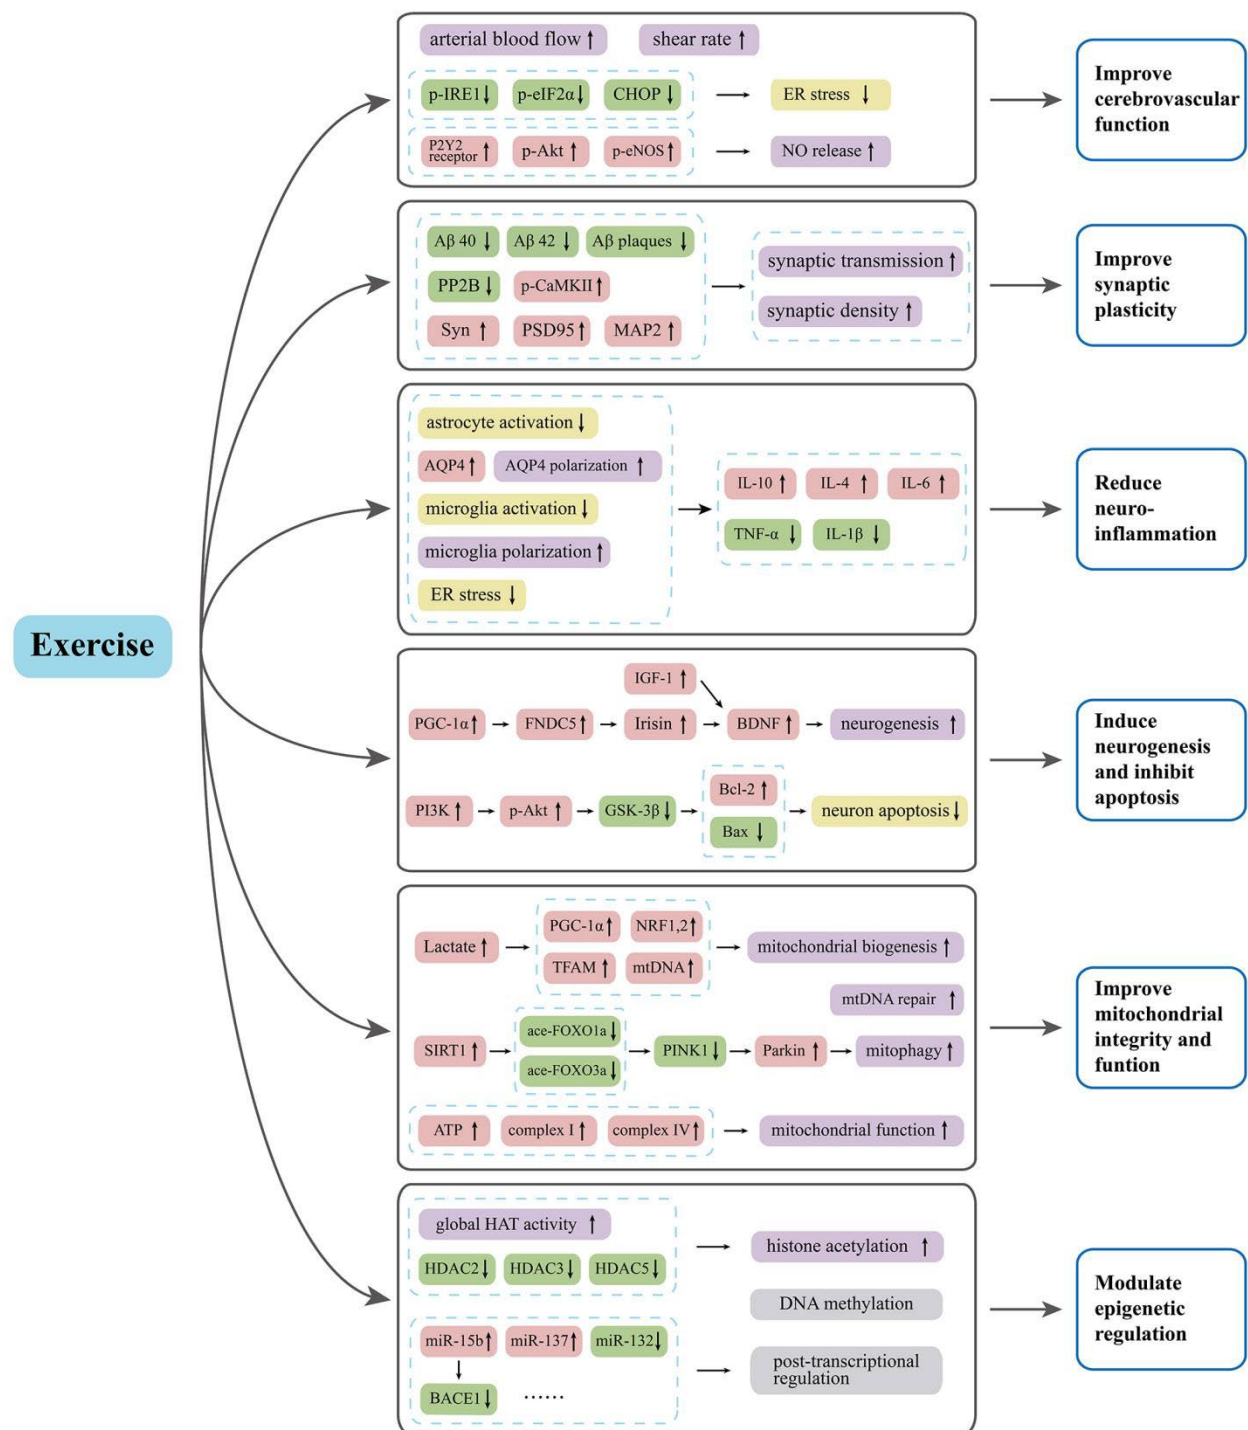 Exercise
arterial blood flow ↑ shear rate ↑
p-IRE1↓ p-eIF2α↓ CHOP ↓ → ER stress ↓
P2Y2
receptor ↑ p-Akt ↑ p-eNOS ↑ → NO release ↑
Improve
cerebrovascular
function
Aβ 40 ↓ Aβ 42 ↓ Aβ plaques ↓
PP2B ↓ p-CaMKII ↑
Syn ↑ PSD95 ↑ MAP2 ↑
synaptic transmission ↑
synaptic density ↑
Improve
synaptic
plasticity
astrocyte activation ↓
AQP4 ↑ AQP4 polarization ↑
microglia activation ↓
microglia polarization ↑
ER stress ↓
IL-10 ↑ IL-4 ↑ IL-6 ↑
TNF-α ↓ IL-1β ↓
Reduce
neuro-
inflammation
IGF-1 ↑
PGC-1α ↑ → FNDC5 ↑ → Irisin ↑ → BDNF ↑ → neurogenesis ↑
PI3K ↑ → p-Akt ↑ → GSK-3β ↓ → Bcl-2 ↑
Bax ↓ → neuron apoptosis ↓
Induce
neurogenesis
and inhibit
apoptosis
Lactate ↑ → PGC-1α ↑ NRF1,2 ↑
TFAM ↑ mtDNA ↑ → mitochondrial biogenesis ↑
mtDNA repair ↑
SIRT1 ↑ → ace-FOXO1a ↓
ace-FOXO3a ↓ → PINK1 ↓ → Parkin ↑ → mitophagy ↑
ATP ↑ complex I ↑ complex IV ↑ → mitochondrial function ↑
Improve
mitochondrial
integrity and
funtion
global HAT activity ↑
HDAC2 ↓ HDAC3 ↓ HDAC5 ↓ → histone acetylation ↑
DNA methylation
miR-15b ↑ miR-137 ↑ miR-132 ↓
BACE1 ↓ ······
post-transcriptional
regulation
Modulate
epigenetic
regulation